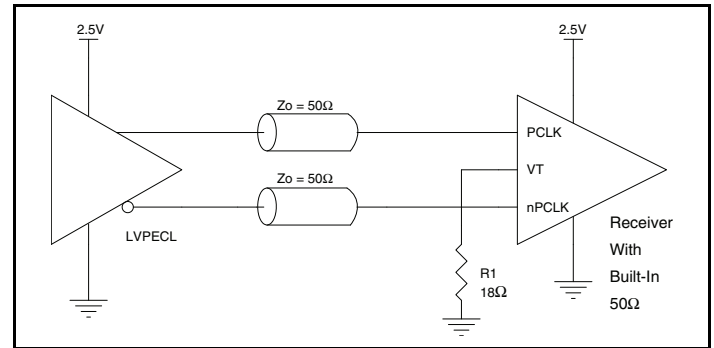 2.5V
2.5V
Zo = 50Ω
PCLK
VT
Zo = 50Ω
nPCLK
LVPECL
R1
18Ω
Receiver
With
Built-In
50Ω